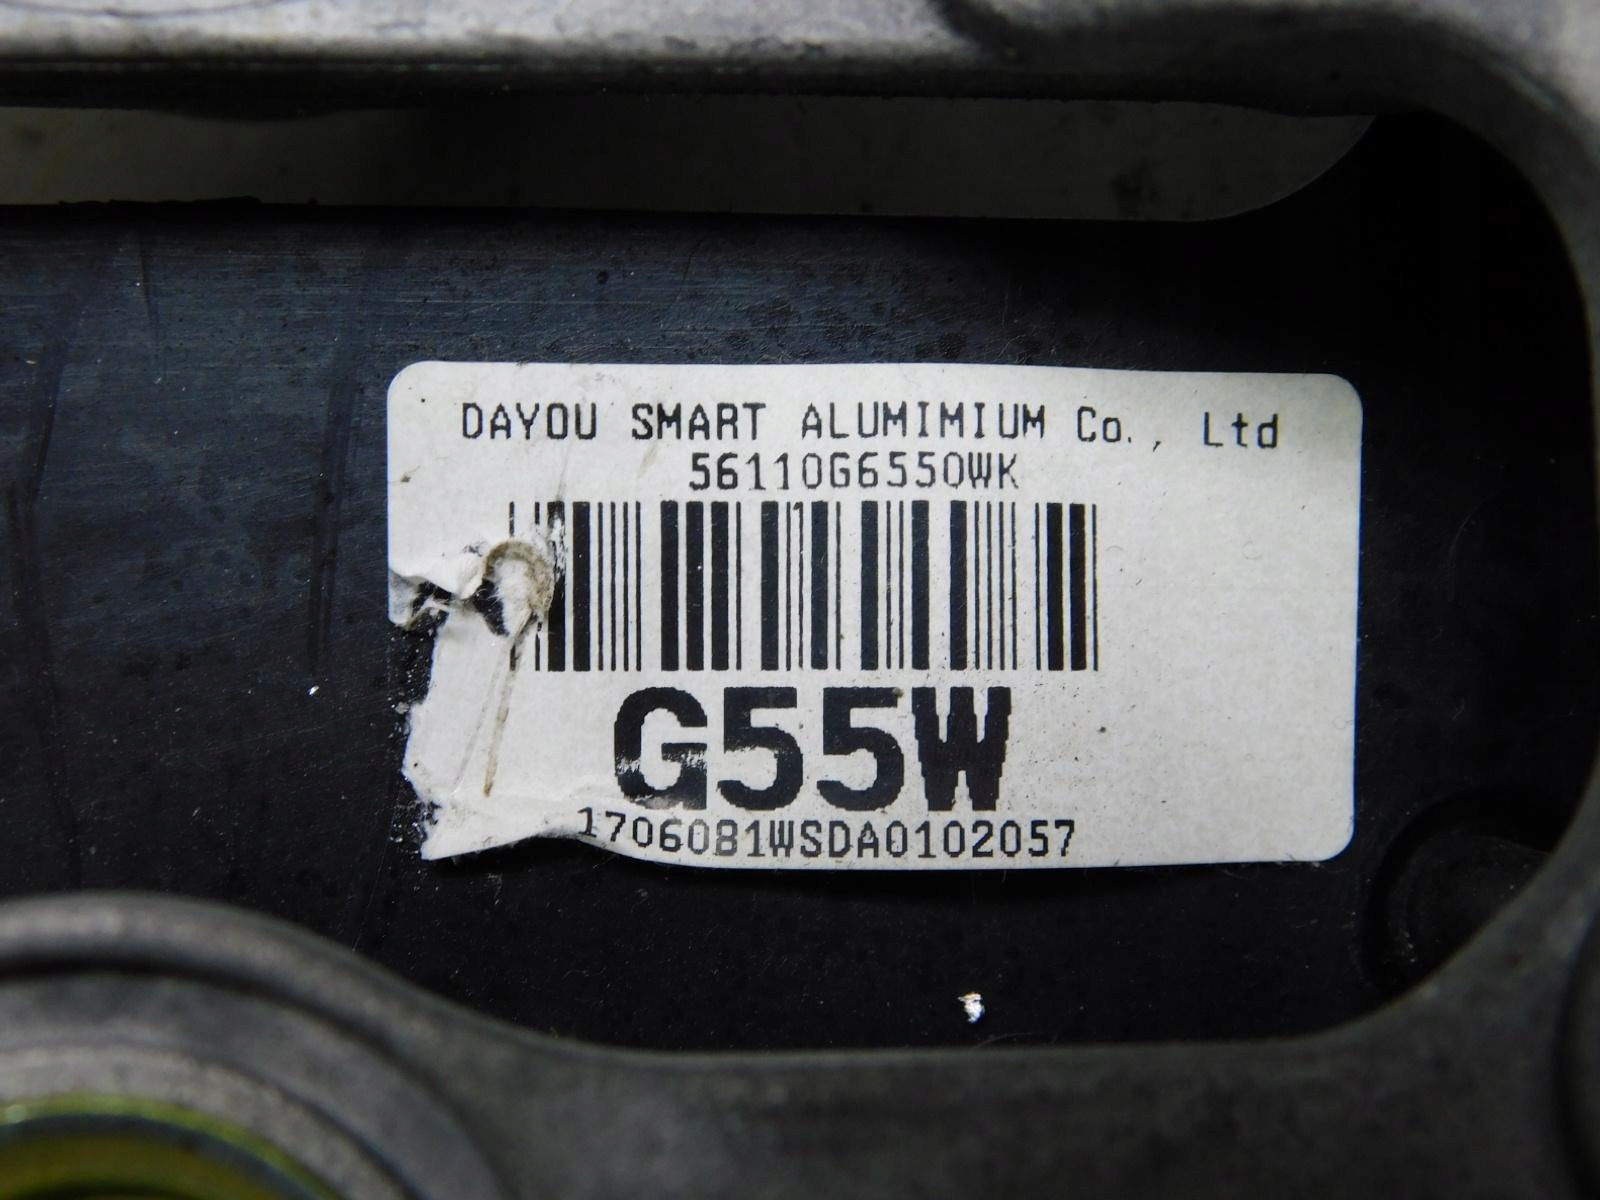 DAYOU SMART ALUMIMIUM Co., Ltd
56110G6550WK
G55W
1706081WSDA0102057